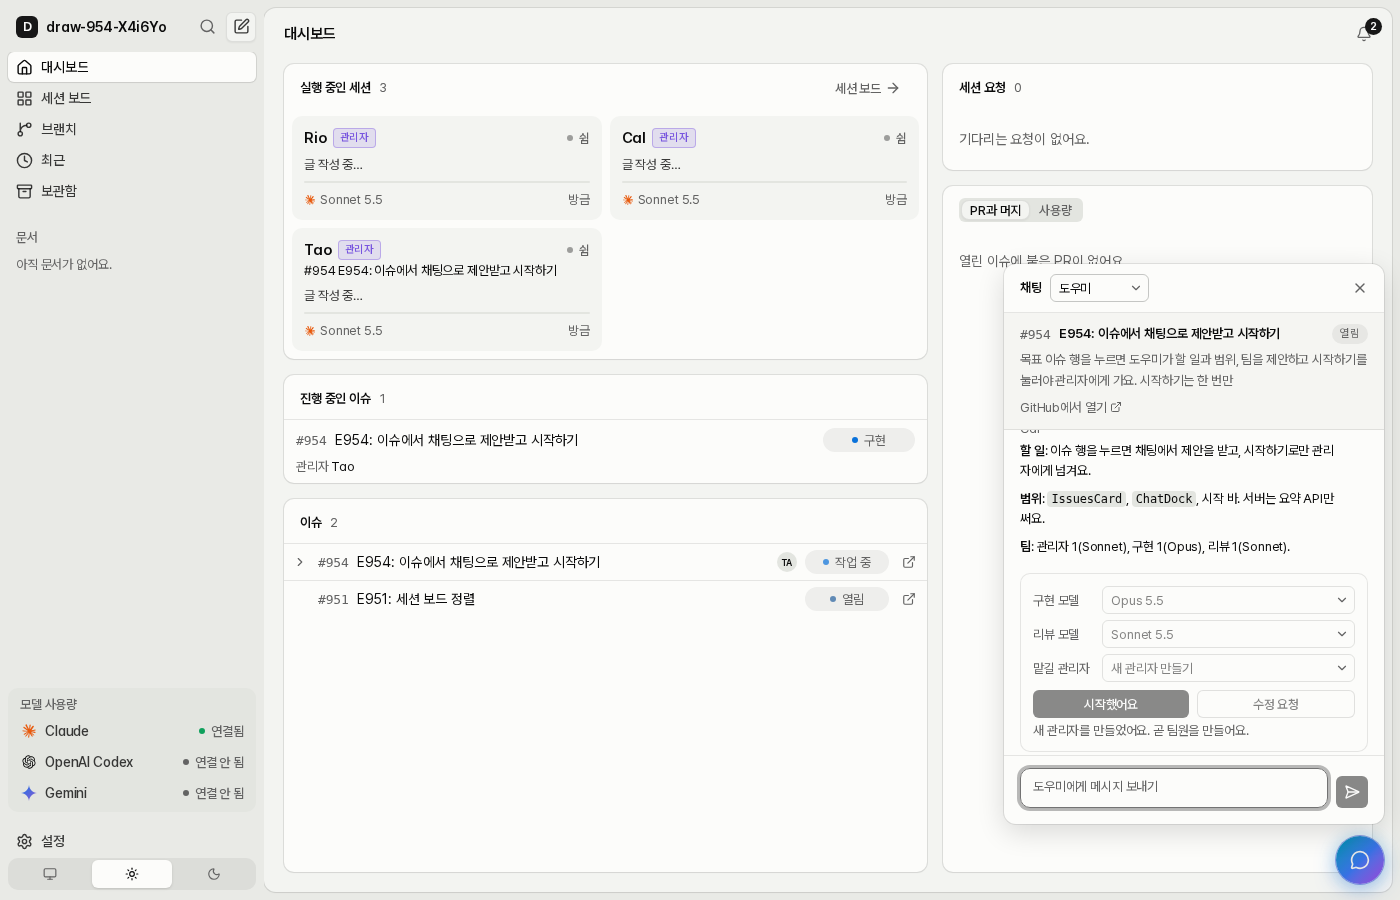 D draw-954-X4i6Yo
대시보드
세션 보드
브랜치
최근
보관함
문서
아직 문서가 없어요.
모델 사용량
Claude 연결됨
OpenAI Codex 연결 안 됨
Gemini 연결 안 됨
설정
대시보드
2
실행 중인 세션 3
세션 보드
Rio 관리자 쉼
글 작성 중…
Sonnet 5.5 방금
Cal 관리자 쉼
글 작성 중…
Sonnet 5.5 방금
Tao 관리자 쉼
#954 E954: 이슈에서 채팅으로 제안받고 시작하기
글 작성 중…
Sonnet 5.5 방금
진행 중인 이슈 1
#954 E954: 이슈에서 채팅으로 제안받고 시작하기 구현
관리자 Tao
이슈 2
#954 E954: 이슈에서 채팅으로 제안받고 시작하기 TA 작업 중
#951 E951: 세션 보드 정렬 열림
세션 요청 0
기다리는 요청이 없어요.
PR과 머지 사용량
열린 이슈에 붙은 PR이 없어요
채팅 도우미
#954 E954: 이슈에서 채팅으로 제안받고 시작하기 열림
목표 이슈 행을 누르면 도우미가 할 일과 범위, 팀을 제안하고 시작하기를
눌러야 관리자에게 가요. 시작하기는 한 번만
GitHub에서 열기
할 일: 이슈 행을 누르면 채팅에서 제안을 받고, 시작하기로만 관리
자에게 넘겨요.
범위: IssuesCard, ChatDock, 시작 바. 서버는 요약 API만
써요.
팀: 관리자 1(Sonnet), 구현 1(Opus), 리뷰 1(Sonnet).
구현 모델 Opus 5.5
리뷰 모델 Sonnet 5.5
맡길 관리자 새 관리자 만들기
시작했어요 수정 요청
새 관리자를 만들었어요. 곧 팀원을 만들어요.
도우미에게 메시지 보내기